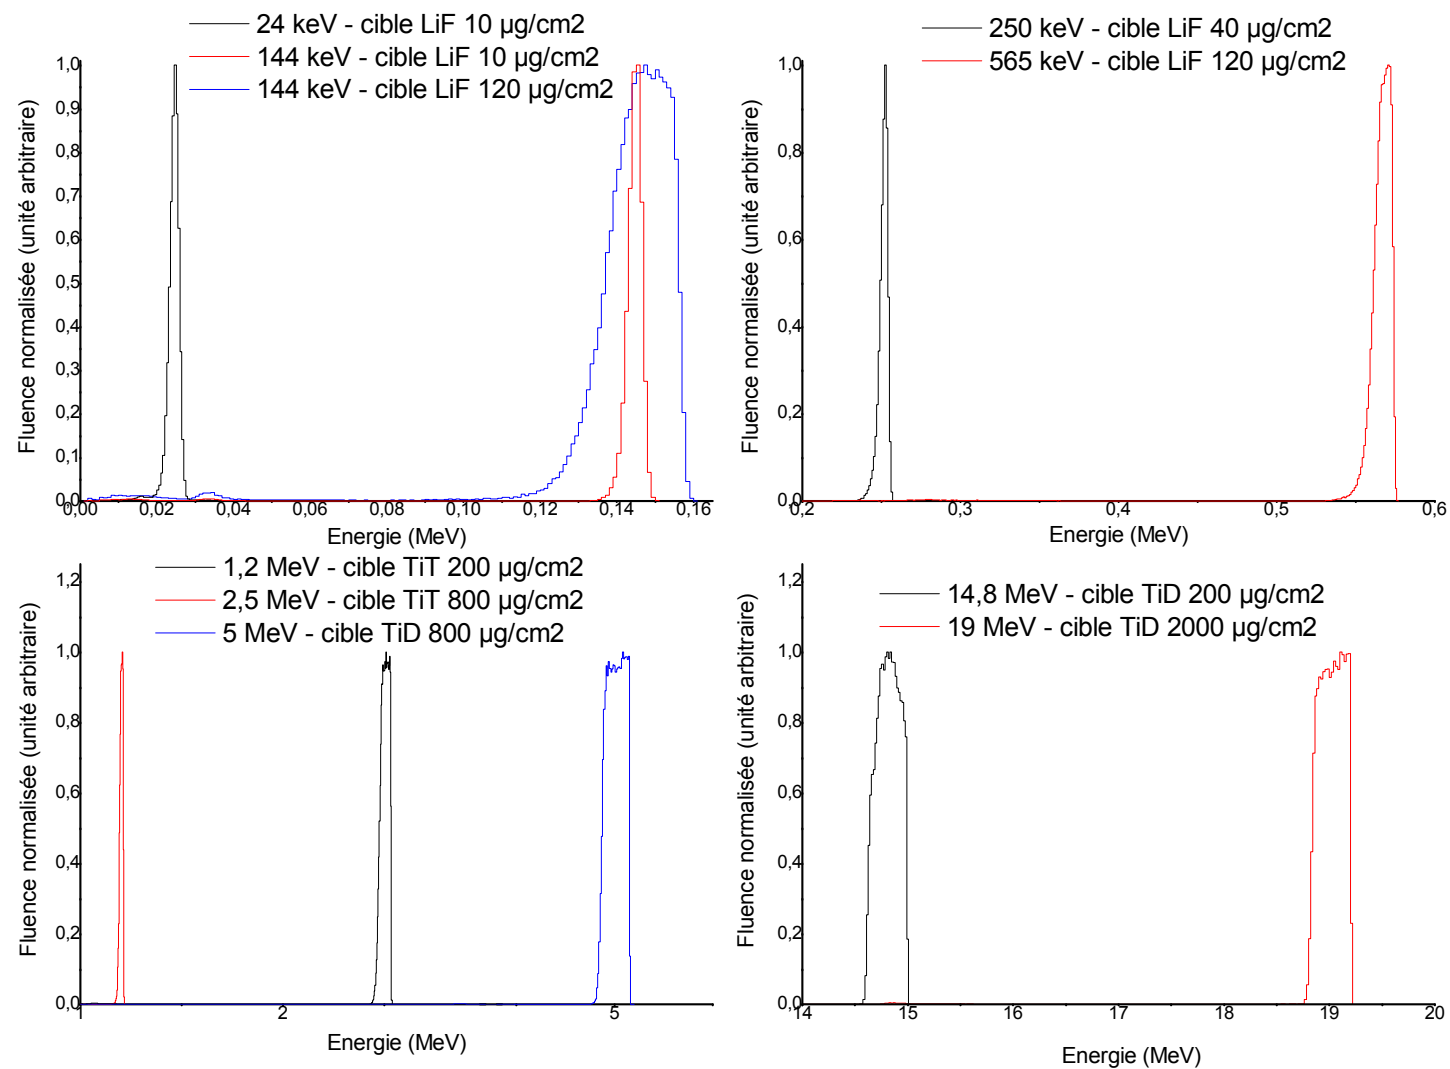 24 keV - cible LiF 10 µg/cm2
144 keV - cible LiF 10 µg/cm2
144 keV - cible LiF 120 µg/cm2
1,0
0,9
0,8
0,7
0,6
0,5
0,4
0,3
0,2
0,1
0,0
Fluence normalisée (unité arbitraire)
0,00 0,02 0,04 0,06 0,08 0,10 0,12 0,14 0,16
Energie (MeV)
250 keV - cible LiF 40 µg/cm2
565 keV - cible LiF 120 µg/cm2
1,0
0,8
0,6
0,4
0,2
0,0
Fluence normalisée (unité arbitraire)
0,2 0,3 0,4 0,5 0,6
Energie (MeV)
1,2 MeV - cible TiT 200 µg/cm2
2,5 MeV - cible TiT 800 µg/cm2
5 MeV - cible TiD 800 µg/cm2
1,2
1,0
0,8
0,6
0,4
0,2
0,0
Fluence normalisée (unité arbitraire)
2 5
Energie (MeV)
14,8 MeV - cible TiD 200 µg/cm2
19 MeV - cible TiD 2000 µg/cm2
1,2
1,0
0,8
0,6
0,4
0,2
0,0
Fluence normalisée (unité arbitraire)
14 15 16 17 18 19 20
Energie (MeV)